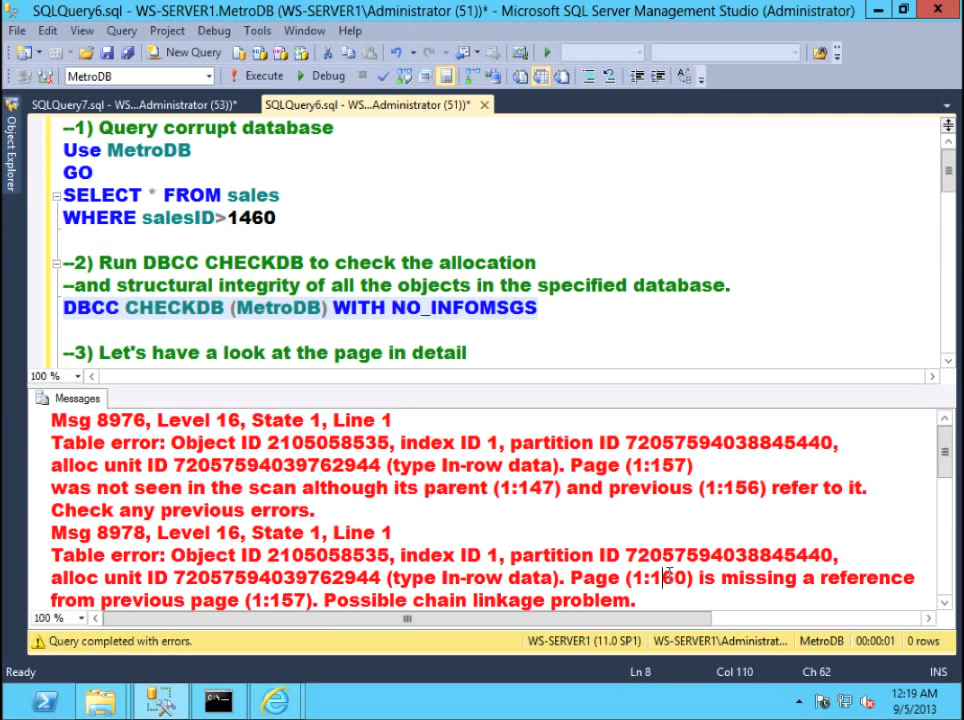 SQLQuery6.sql - WS-SERVER1.MetroDB (WS-SERVER1\Administrator (51))* - Microsoft SQL Server Management Studio (Administrator)
File Edit View Query Project Debug Tools Window Help
New Query
MetroDB Execute Debug
SQLQuery7.sql - WS...Administrator (53))* SQLQuery6.sql - WS...Administrator (51))*
Object Explorer
--1) Query corrupt database
Use MetroDB
GO
SELECT * FROM sales
WHERE salesID>1460
--2) Run DBCC CHECKDB to check the allocation
--and structural integrity of all the objects in the specified database.
DBCC CHECKDB (MetroDB) WITH NO_INFOMSGS
--3) Let's have a look at the page in detail
100 %
Messages
Msg 8976, Level 16, State 1, Line 1
Table error: Object ID 2105058535, index ID 1, partition ID 72057594038845440,
alloc unit ID 72057594039762944 (type In-row data). Page (1:157)
was not seen in the scan although its parent (1:147) and previous (1:156) refer to it.
Check any previous errors.
Msg 8978, Level 16, State 1, Line 1
Table error: Object ID 2105058535, index ID 1, partition ID 72057594038845440,
alloc unit ID 72057594039762944 (type In-row data). Page (1:160) is missing a reference
from previous page (1:157). Possible chain linkage problem.
100 %
Query completed with errors. WS-SERVER1 (11.0 SP1) WS-SERVER1\Administrat... MetroDB 00:00:01 0 rows
Ready Ln 8 Col 110 Ch 62 INS
12:19 AM
9/5/2013